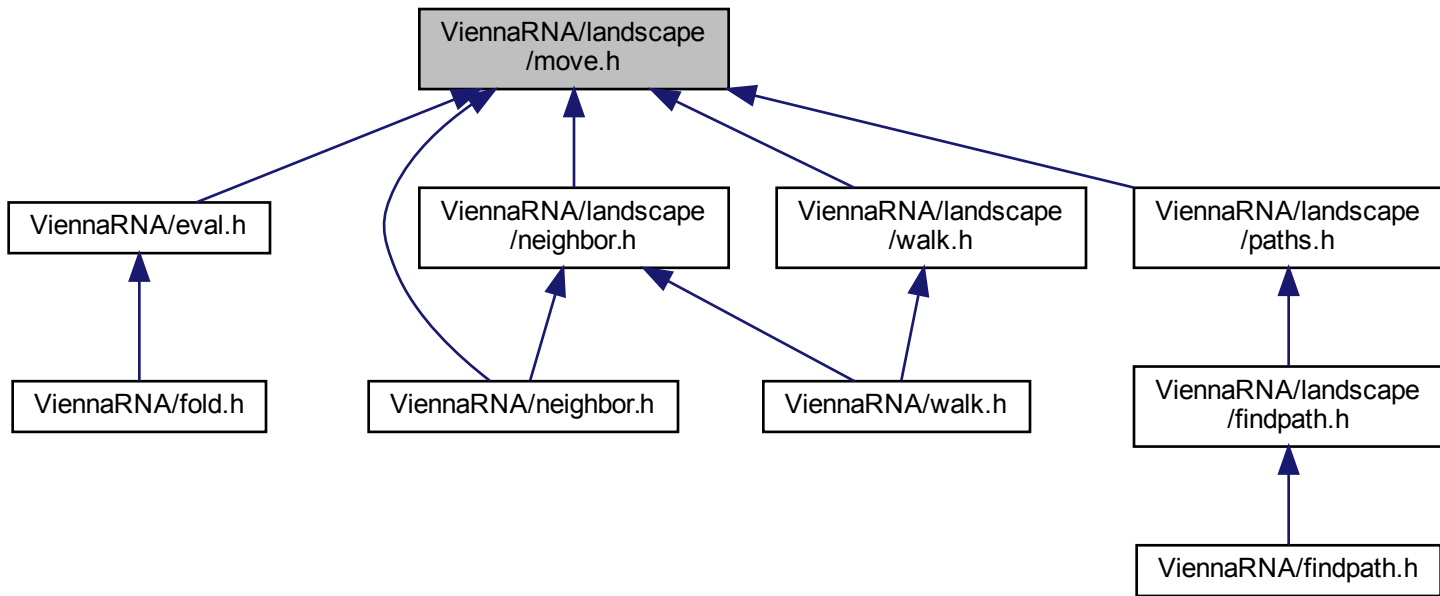 ViennaRNA/landscape
/move.h
ViennaRNA/eval.h
ViennaRNA/landscape
/neighbor.h
ViennaRNA/landscape
/walk.h
ViennaRNA/landscape
/paths.h
ViennaRNA/fold.h
ViennaRNA/neighbor.h
ViennaRNA/walk.h
ViennaRNA/landscape
/findpath.h
ViennaRNA/findpath.h